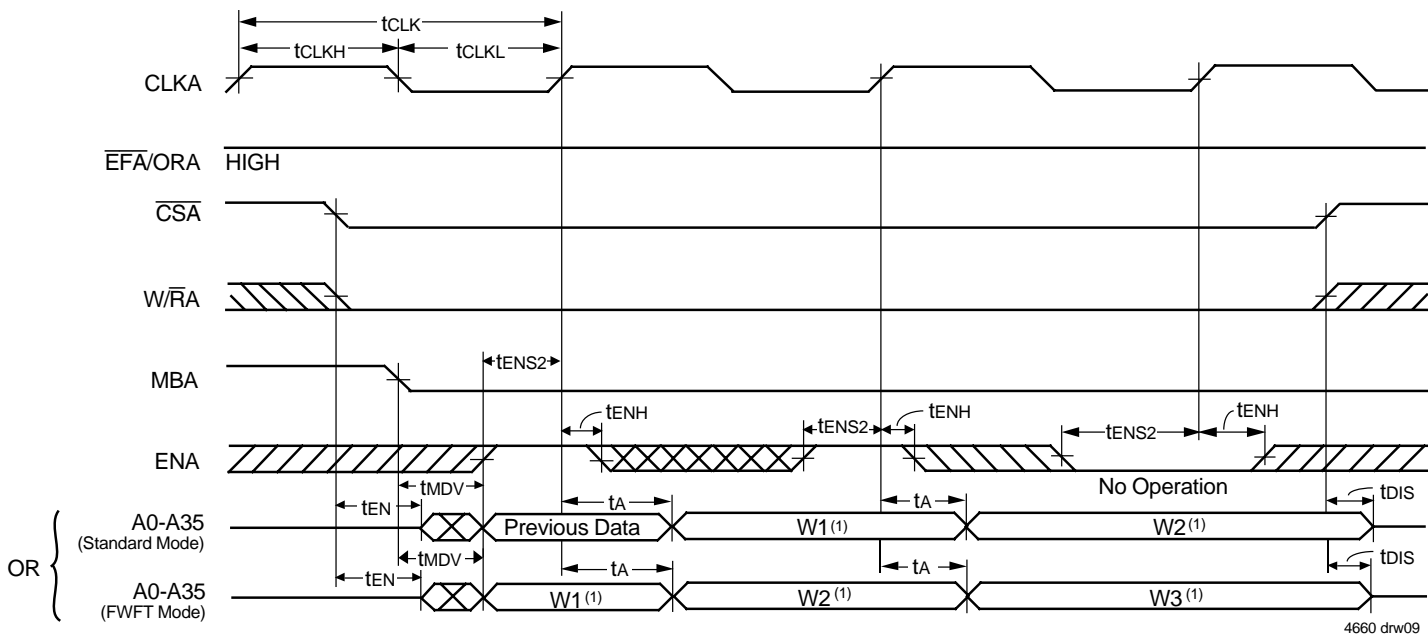 tCLK
tCLKH tCLKL
CLKA
EFA/ORA HIGH
CSA
W/RA
tENS2
MBA
tENH tENS2 tENH tENS2 tENH
ENA
tMDV No Operation
tEN tA tA tDIS
A0-A35 Previous Data W1(1) W2(1)
(Standard Mode)
OR
tMDV tDIS
tEN tA tA
A0-A35 W1(1) W2(1) W3(1)
(FWFT Mode)
4660 drw09